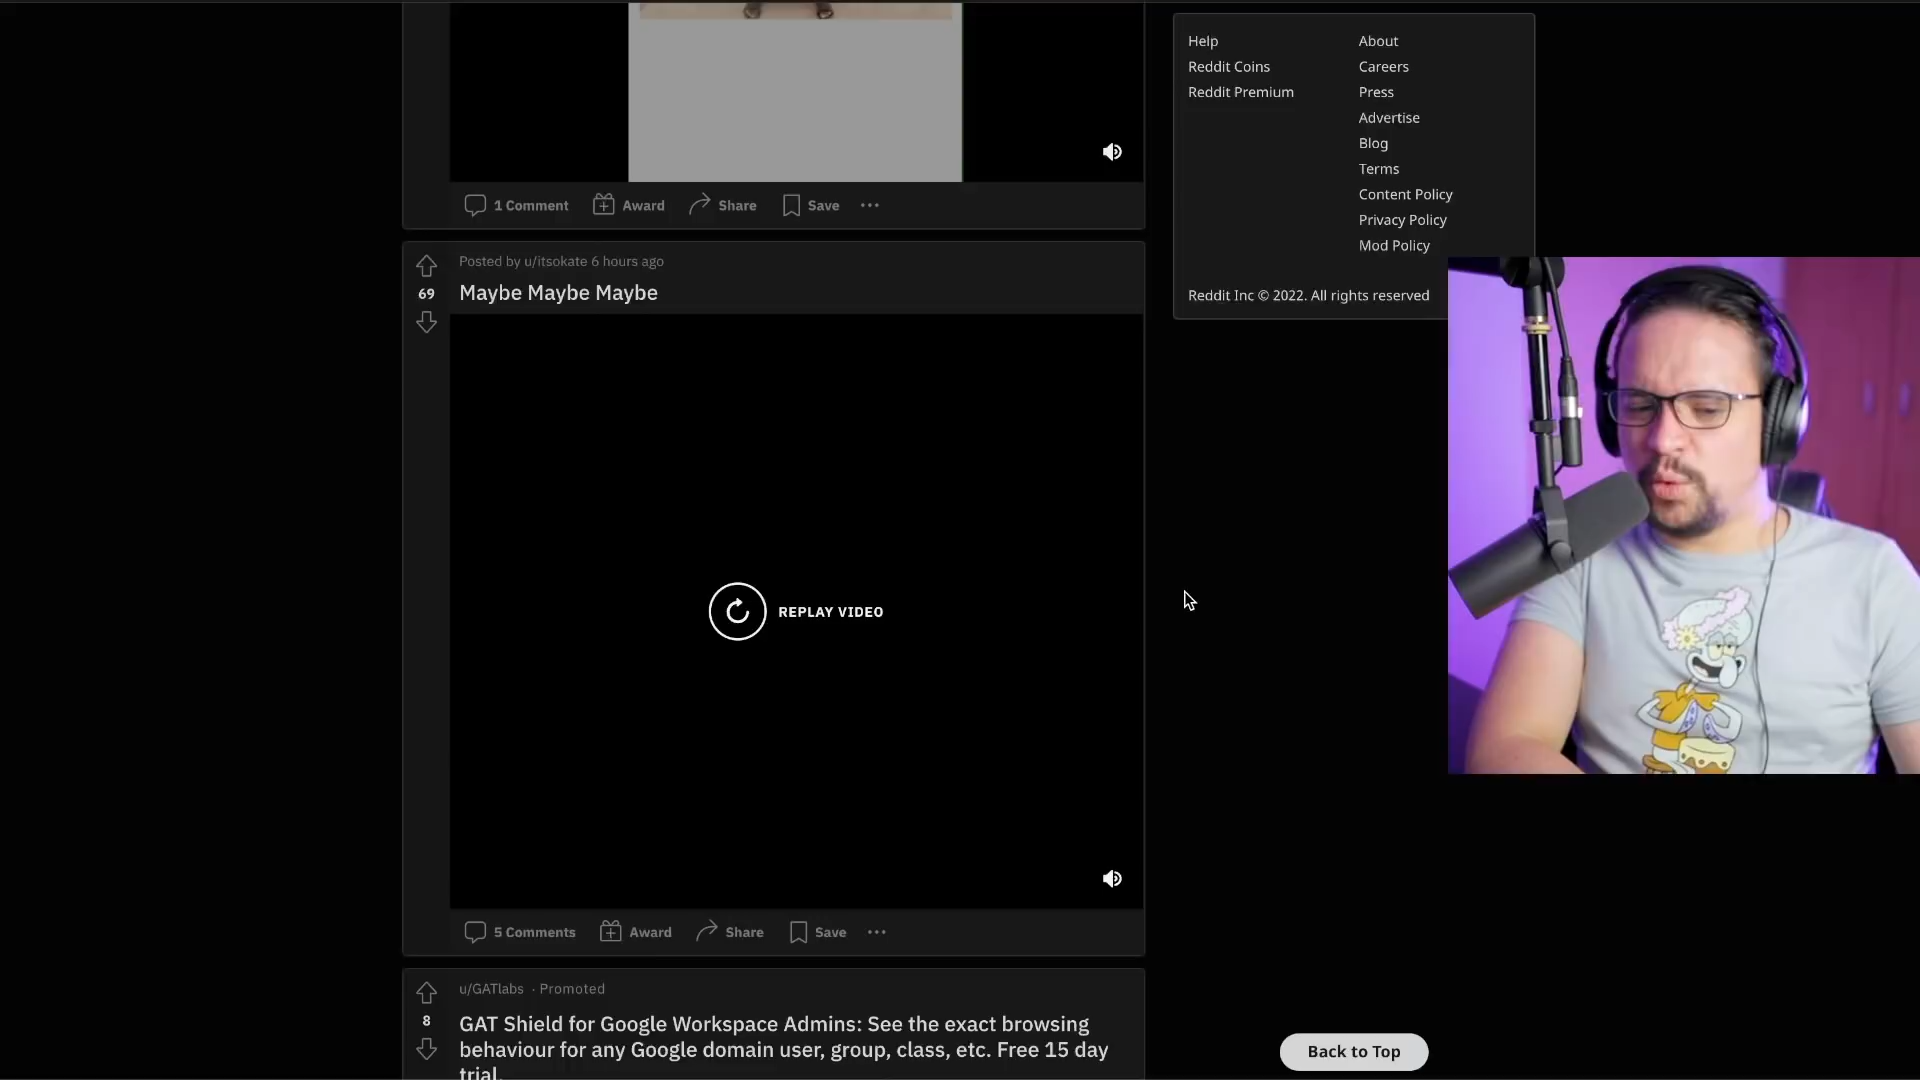 Help
Reddit Coins
Reddit Premium
About
Careers
Press
Advertise
Blog
Terms
Content Policy
Privacy Policy
Mod Policy
Reddit Inc © 2022. All rights reserved
1 Comment
Award
Share
Save
Posted by u/itsokate 6 hours ago
69
Maybe Maybe Maybe
REPLAY VIDEO
5 Comments
Award
Share
Save
u/GATlabs · Promoted
8
GAT Shield for Google Workspace Admins: See the exact browsing
behaviour for any Google domain user, group, class, etc. Free 15 day
trial.
Back to Top